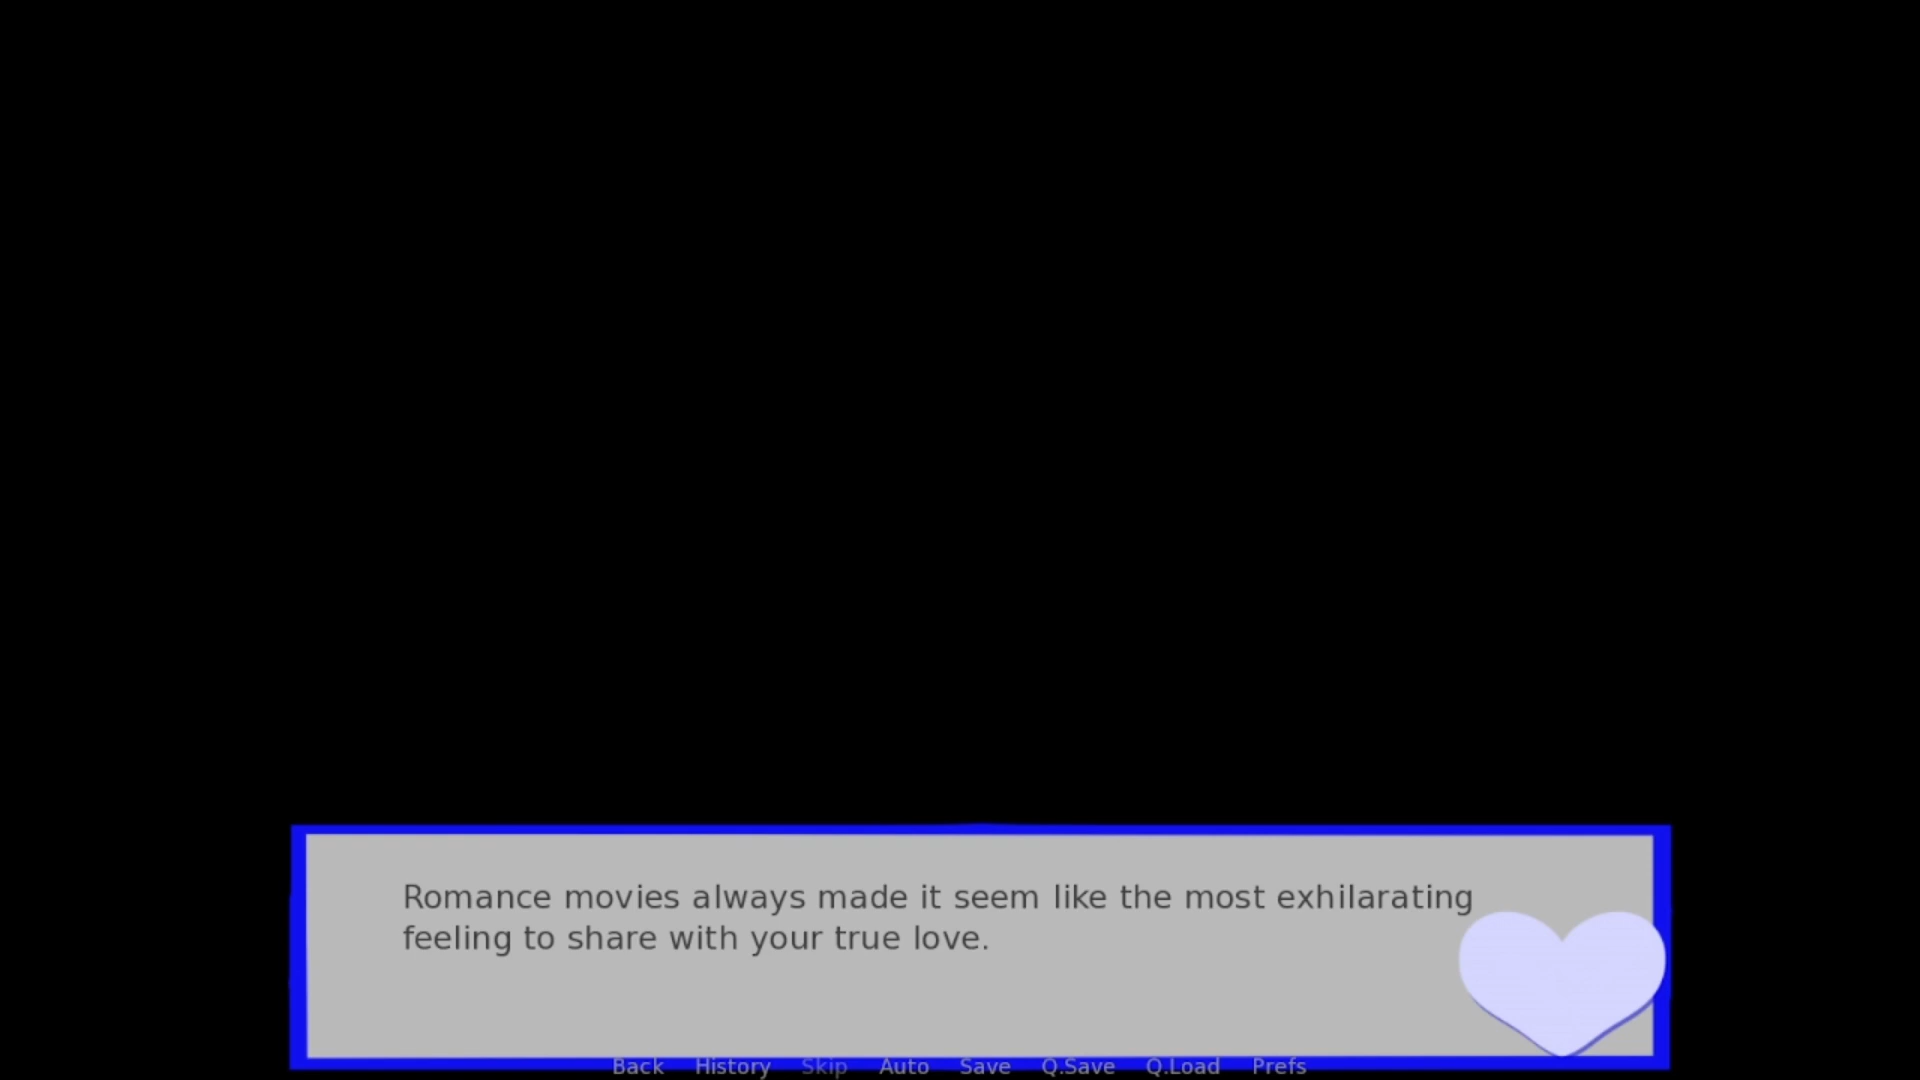 Romance movies always made it seem like the most exhilarating
feeling to share with your true love.
Back History Skip Auto Save Q.Save Q.Load Prefs